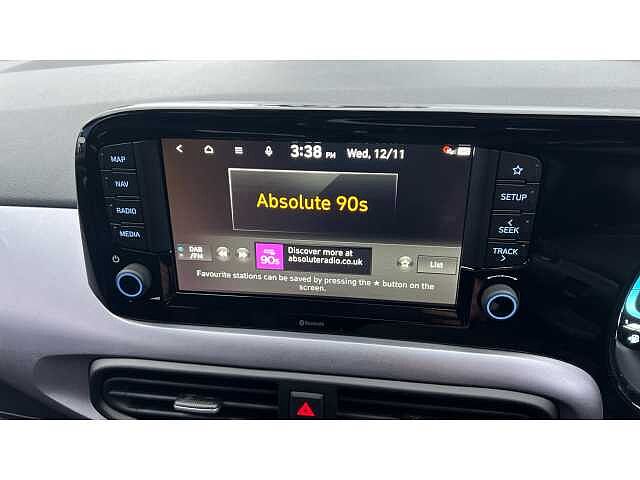 MAP
NAV
RADIO
MEDIA
3:38 PM Wed, 12/11
Absolute 90s
DAB
/FM
90s
Discover more at
absoluteradio.co.uk
List
Favourite stations can be saved by pressing the ★ button on the
screen.
SETUP
SEEK
TRACK
Bluetooth